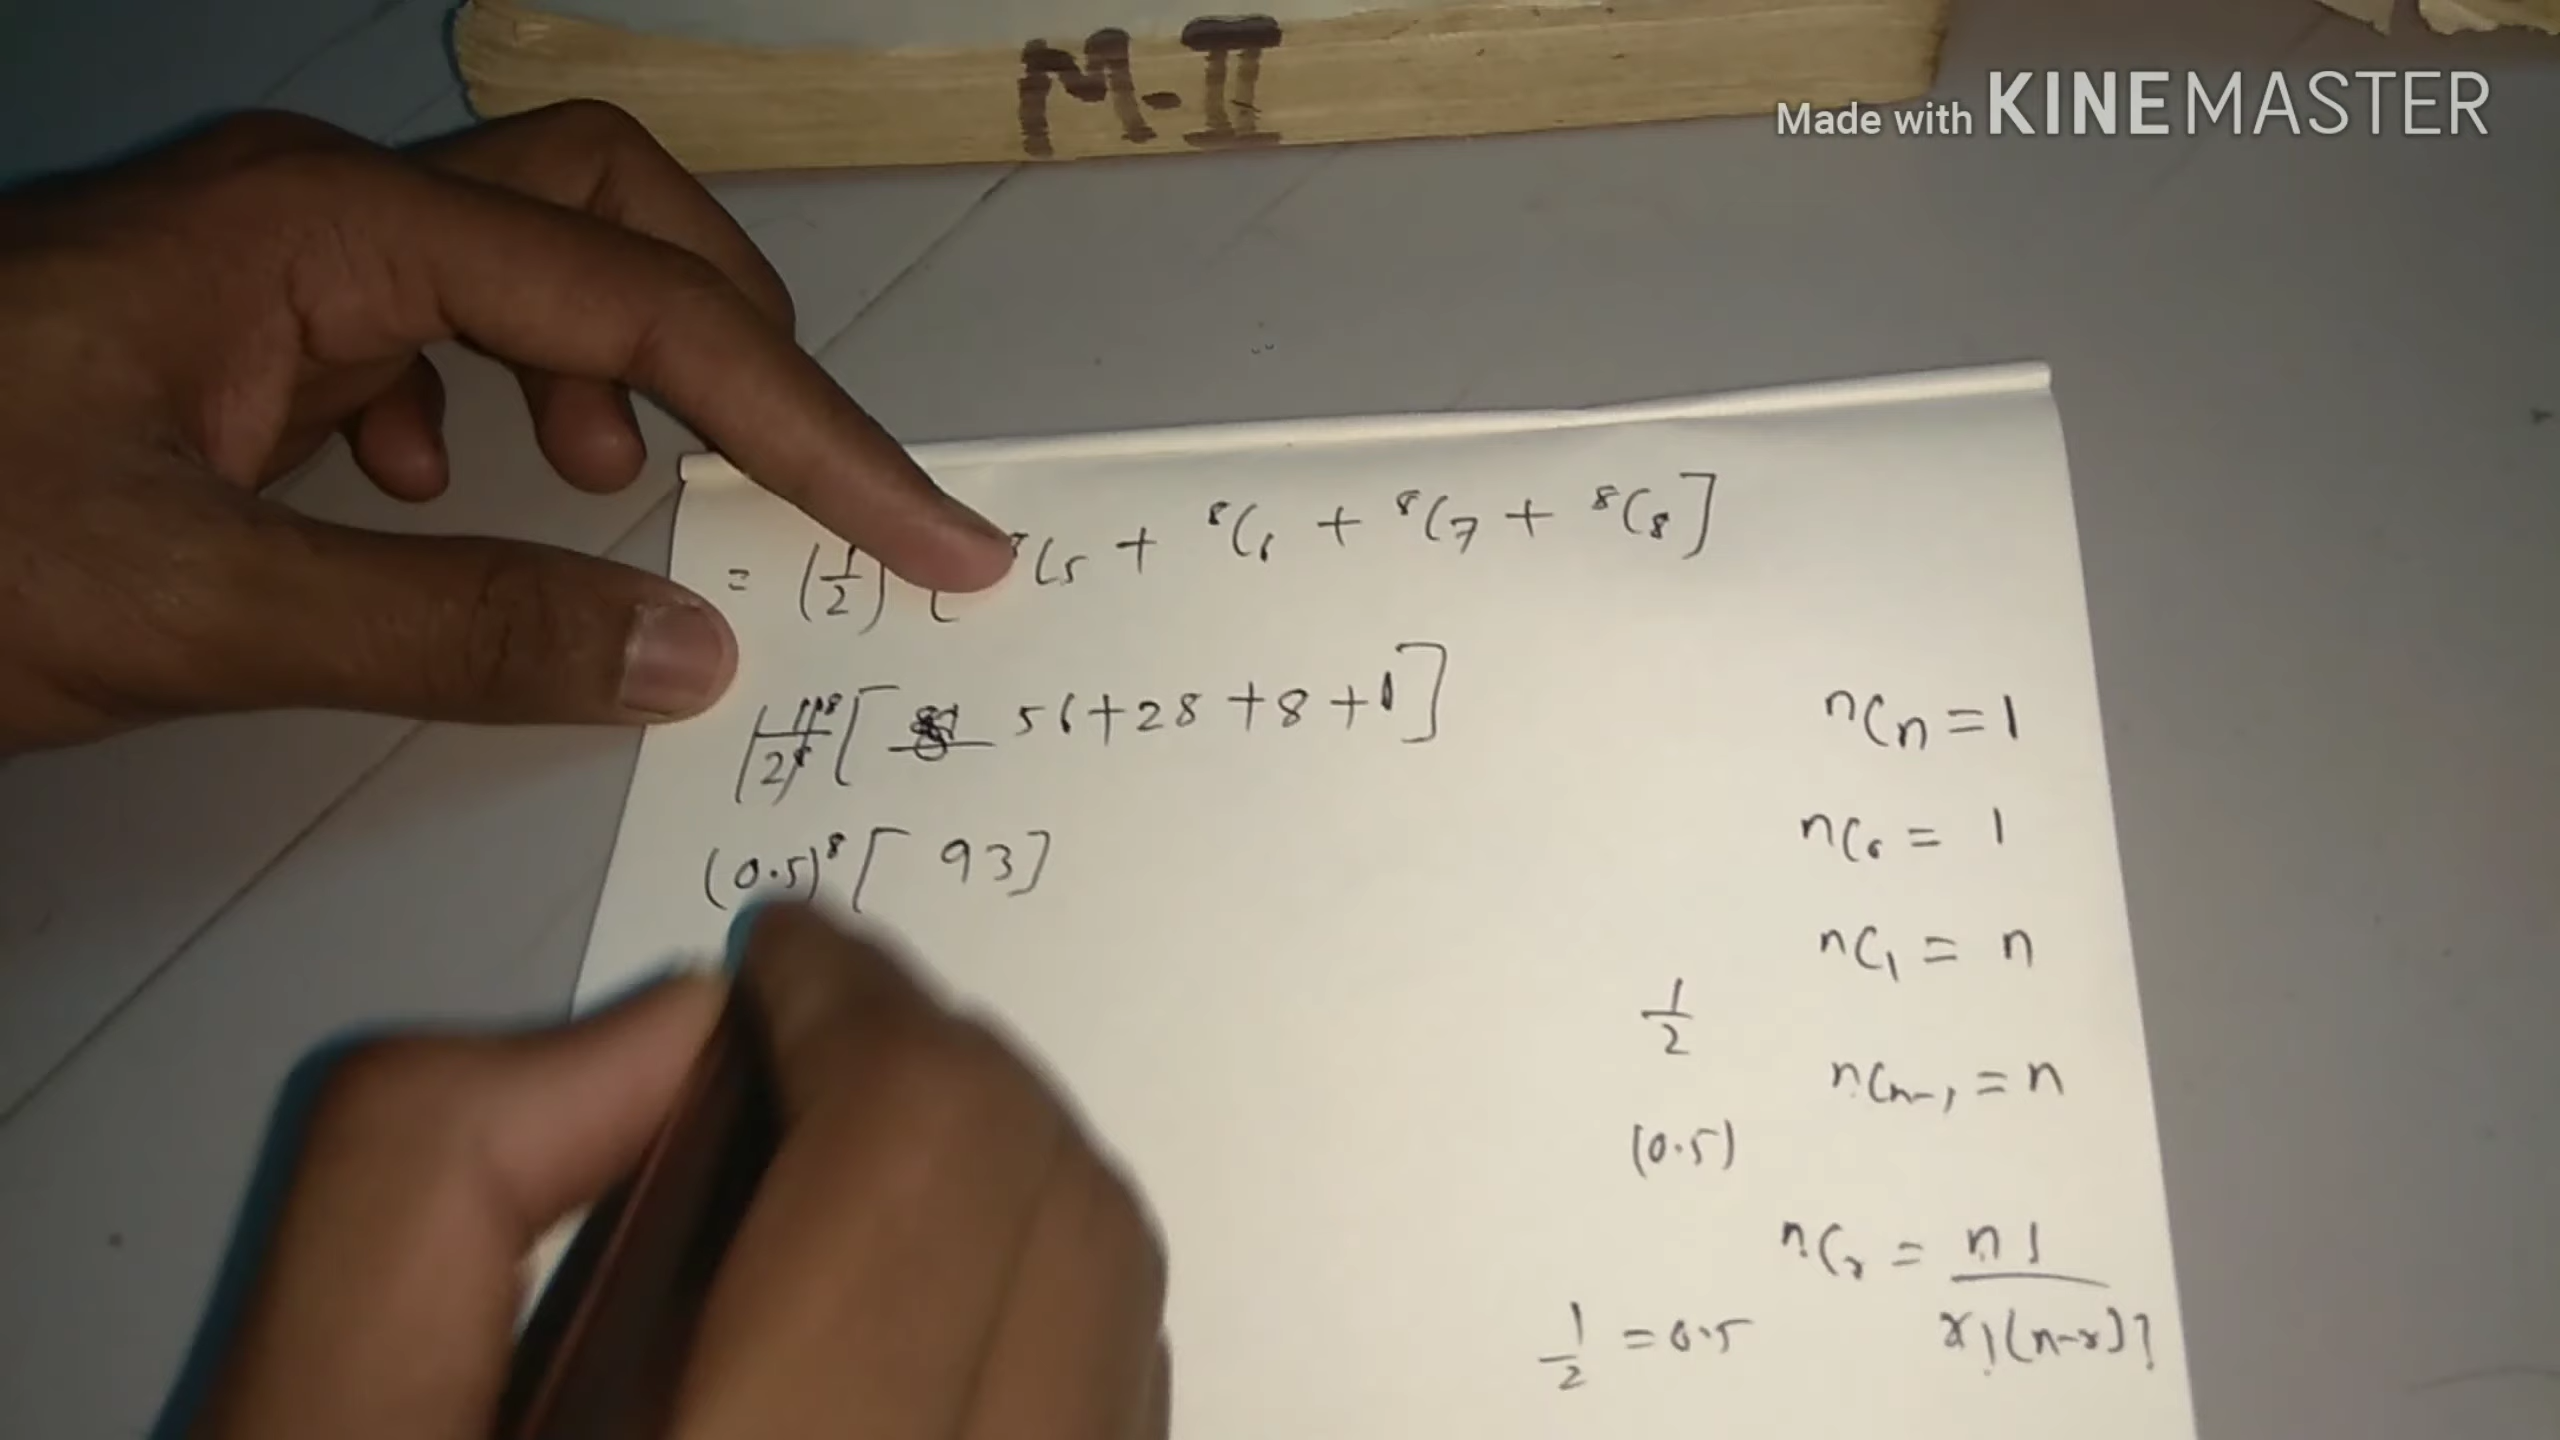 M-II
Made with KINEMASTER
= (1/2) [ ⁸C₅ + ⁸C₆ + ⁸C₇ + ⁸C₈]
[56+28+8+1]
(0.5)⁸ [ 93]
nCn = 1
nC₀ = 1
nC₁ = n
1/2
nCn-1 = n
(0.5)
nCr = n! / r!(n-r)!
1/2 = 0.5